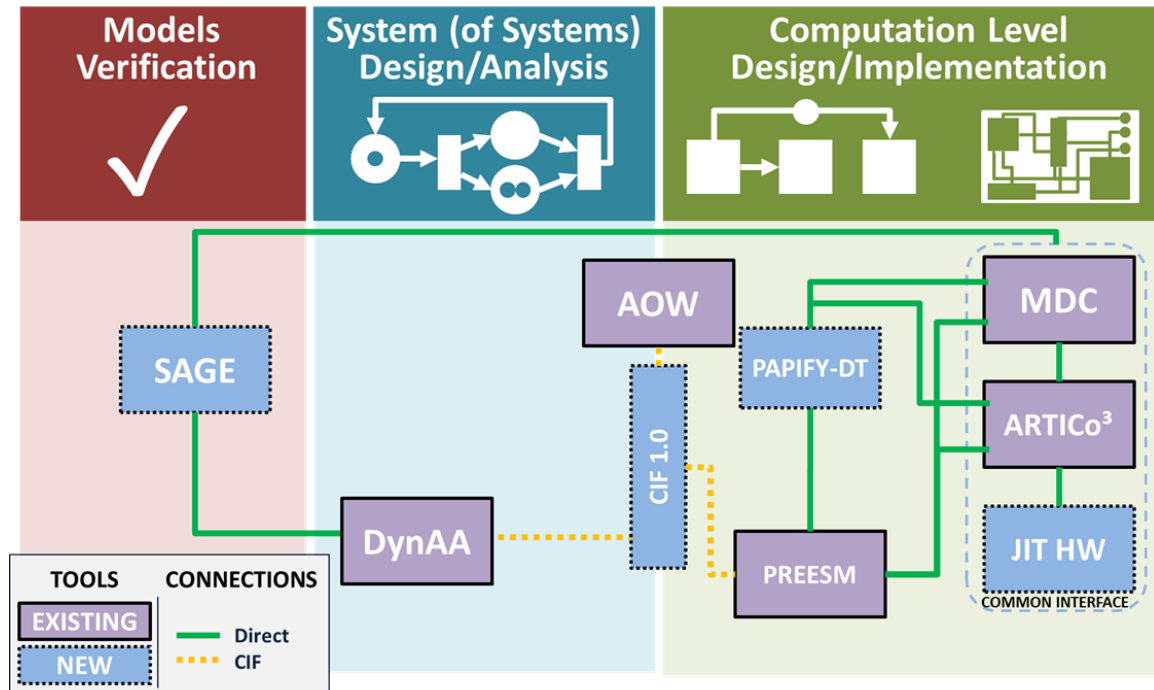 Models
Verification
System (of Systems)
Design/Analysis
Computation Level
Design/Implementation
SAGE
AOW
PAPIFY-DT
MDC
ARTICo³
CIF 1.0
DynAA
PREESM
JIT HW
COMMON INTERFACE
TOOLS
CONNECTIONS
EXISTING
NEW
Direct
CIF